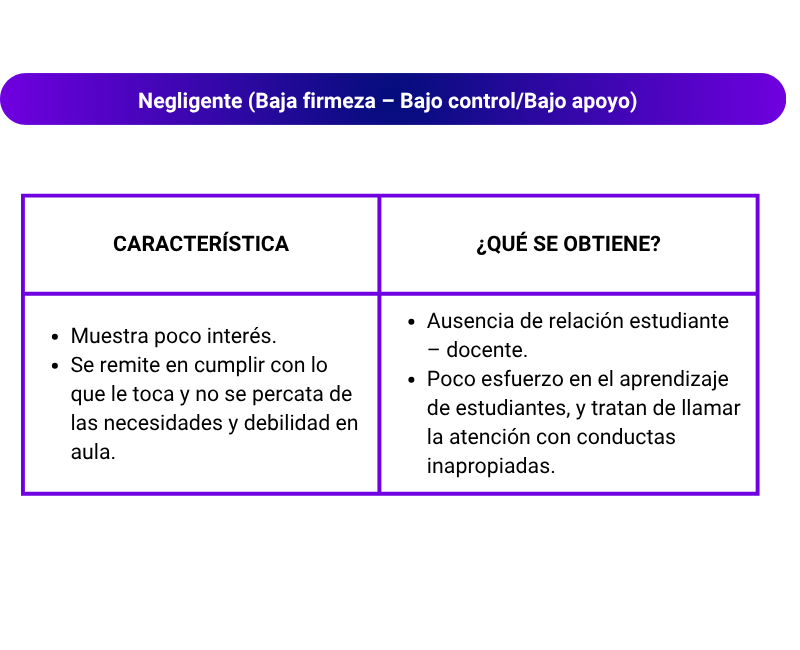 Negligente (Baja firmeza – Bajo control/Bajo apoyo)
CARACTERÍSTICA
¿QUÉ SE OBTIENE?
• Muestra poco interés.
• Se remite en cumplir con lo
que le toca y no se percata de
las necesidades y debilidad en
aula.
• Ausencia de relación estudiante
– docente.
• Poco esfuerzo en el aprendizaje
de estudiantes, y tratan de llamar
la atención con conductas
inapropiadas.